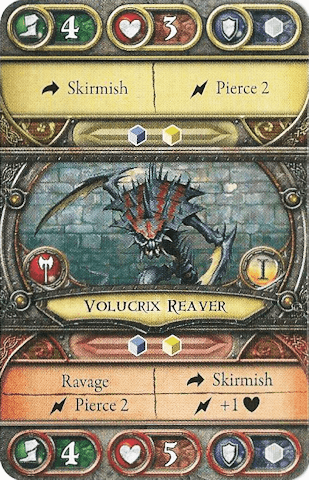 4 3
Skirmish Pierce 2
I
VOLUCRIX REAVER
Ravage Skirmish
Pierce 2 +1
4 5